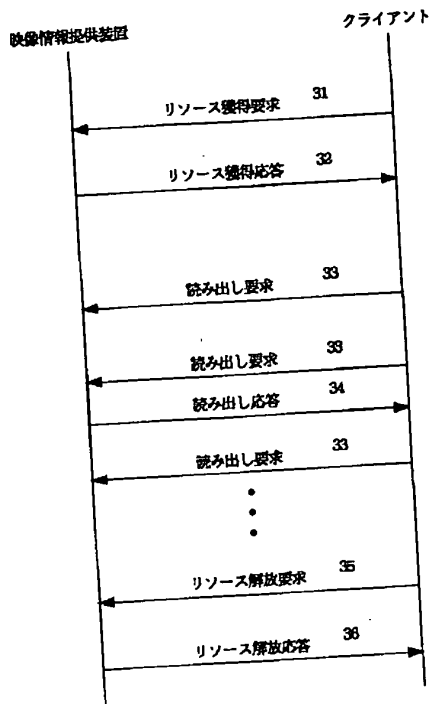 映像情報提供装置
クライアント
リソース獲得要求 31
リソース獲得応答 32
読み出し要求 33
読み出し要求 33
読み出し応答 34
読み出し要求 33
リソース解放要求 35
リソース解放応答 36